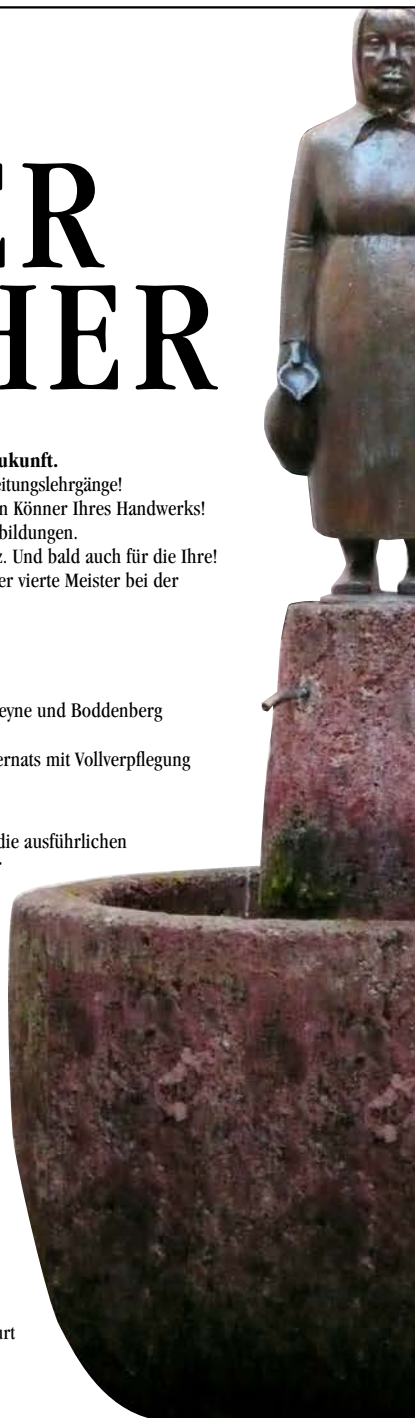 ER
HER
ukunft.
eitungslehrgänge!
n Könner Ihres Handwerks!
bildungen.
z. Und bald auch für die Ihre!
er vierte Meister bei der
eyne und Boddenberg
ernats mit Vollverpflegung
die ausführlichen
urt